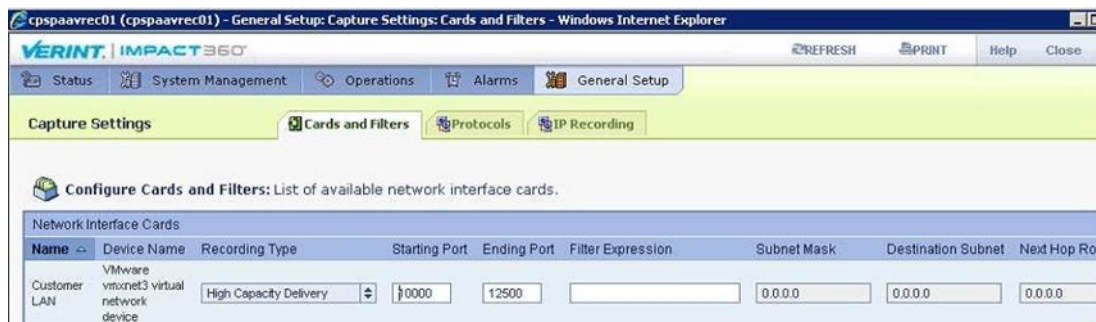 cpspaavrec01 (cpspaavrec01) - General Setup: Capture Settings: Cards and Filters - Windows Internet Explorer
VERINT. | IMPACT360° REFRESH PRINT Help Close
Status System Management Operations Alarms General Setup
Capture Settings Cards and Filters Protocols IP Recording
Configure Cards and Filters: List of available network interface cards.
Network Interface Cards
Name Device Name Recording Type Starting Port Ending Port Filter Expression Subnet Mask Destination Subnet Next Hop Ro
Customer LAN VMware vmxnet3 virtual network device High Capacity Delivery 10000 12500 0.0.0.0 0.0.0.0 0.0.0.0